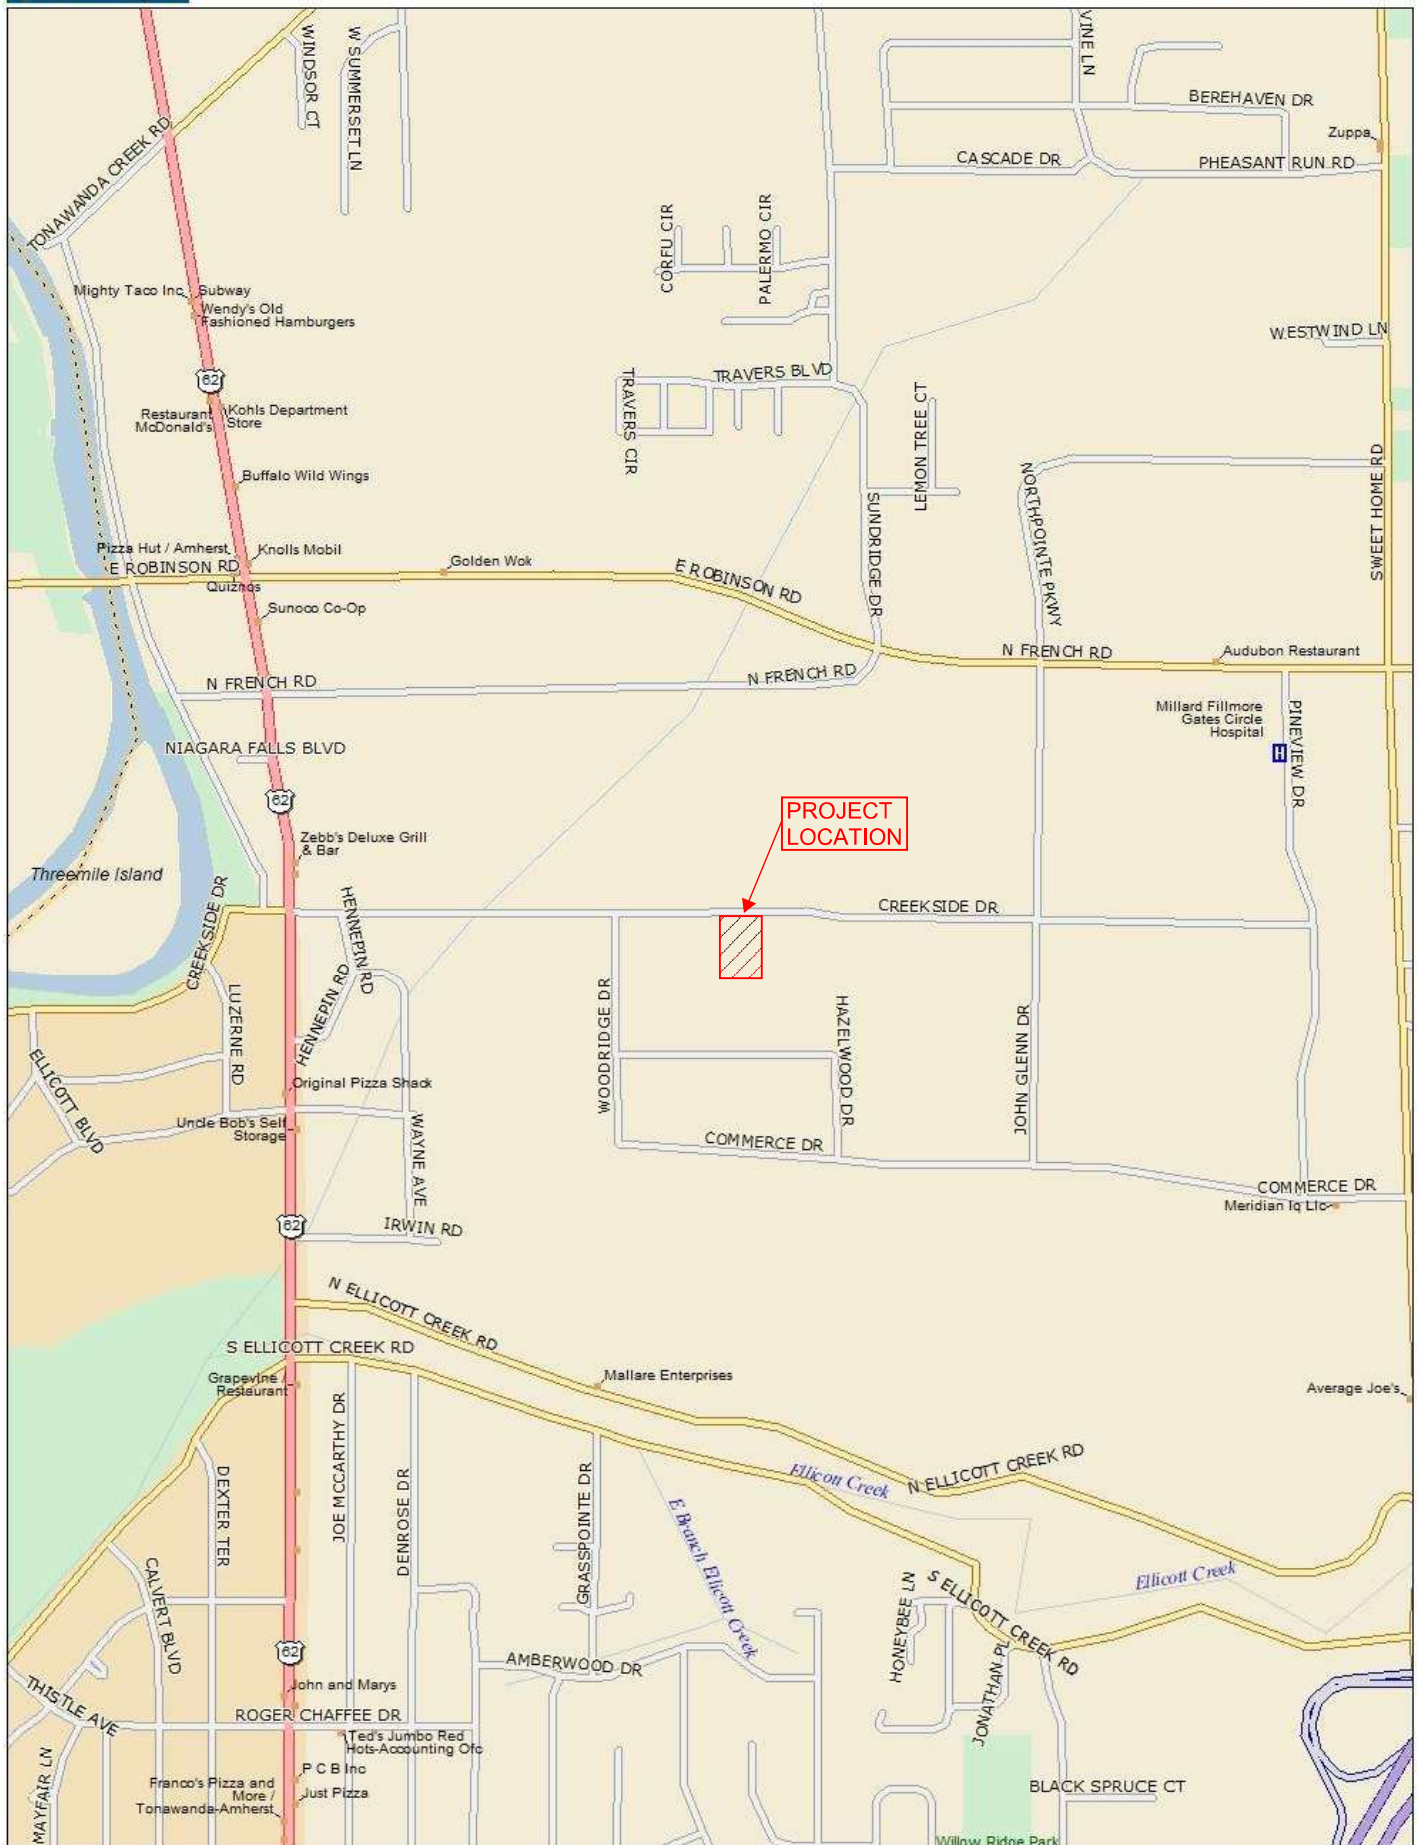 WINDSOR CT
W SUMMERSET LN
VINE LN
BEREHAVEN DR
Zuppa
TONAWANDA CREEK RD
CASCADE DR
PHEASANT RUN RD
CORFU CIR
PALERMO CIR
Mighty Taco Inc
Subway
Wendy's Old
Fashioned Hamburgers
WESTWIND LN
62
TRAVERS BLVD
TRAVERS CIR
LEMON TREE CT
Restaurant
McDonald's
Kohls Department
Store
NORTHPOINTE PKWY
SWEET HOME RD
Buffalo Wild Wings
SUNDRIDGE DR
Pizza Hut / Amherst
Knolls Mobil
E ROBINSON RD
Golden Wok
E ROBINSON RD
Quiznos
Sunoco Co-Op
N FRENCH RD
Audubon Restaurant
N FRENCH RD
N FRENCH RD
Millard Fillmore
Gates Circle
Hospital
H
PINEVIEW DR
NIAGARA FALLS BLVD
62
PROJECT
LOCATION
Zebb's Deluxe Grill
& Bar
Threemile Island
CREEKSIDE DR
HENNEPIN RD
CREEKSIDE DR
HENNEPIN RD
LUZERNE RD
WOODRIDGE DR
HAZELWOOD DR
JOHN GLENN DR
ELLICOTT BLVD
Original Pizza Shack
Uncle Bob's Self
Storage
WAYNE AVE
COMMERCE DR
COMMERCE DR
Meridian Iq Llc
62
IRWIN RD
N ELLICOTT CREEK RD
S ELLICOTT CREEK RD
Grapevine /
Restaurant
Mallare Enterprises
Average Joe's
JOE MCCARTHY DR
DENROSE DR
DEXTER TER
GRASSPOINTE DR
Ellicott Creek
N ELLICOTT CREEK RD
E Branch Ellicott Creek
CALVERT BLVD
HONEYBEE LN
S ELLICOTT CREEK RD
Ellicott Creek
62
AMBERWOOD DR
JONATHAN PL
John and Marys
THISTLE AVE
ROGER CHAFFEE DR
Ted's Jumbo Red
Hots-Accounting Ofc
MAYFAIR LN
P C B Inc
Franco's Pizza and
More /
Tonawanda-Amherst
Just Pizza
BLACK SPRUCE CT
Willow Ridge Park